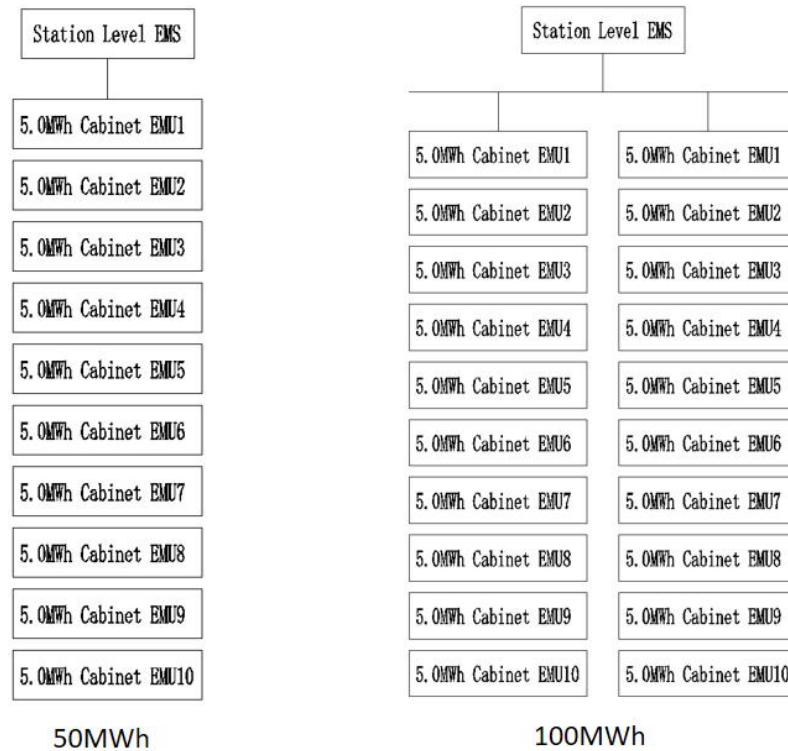 Station Level EMS
5.0MWh Cabinet EMU1
5.0MWh Cabinet EMU2
5.0MWh Cabinet EMU3
5.0MWh Cabinet EMU4
5.0MWh Cabinet EMU5
5.0MWh Cabinet EMU6
5.0MWh Cabinet EMU7
5.0MWh Cabinet EMU8
5.0MWh Cabinet EMU9
5.0MWh Cabinet EMU10
50MWh
Station Level EMS
5.0MWh Cabinet EMU1
5.0MWh Cabinet EMU2
5.0MWh Cabinet EMU3
5.0MWh Cabinet EMU4
5.0MWh Cabinet EMU5
5.0MWh Cabinet EMU6
5.0MWh Cabinet EMU7
5.0MWh Cabinet EMU8
5.0MWh Cabinet EMU9
5.0MWh Cabinet EMU10
5.0MWh Cabinet EMU1
5.0MWh Cabinet EMU2
5.0MWh Cabinet EMU3
5.0MWh Cabinet EMU4
5.0MWh Cabinet EMU5
5.0MWh Cabinet EMU6
5.0MWh Cabinet EMU7
5.0MWh Cabinet EMU8
5.0MWh Cabinet EMU9
5.0MWh Cabinet EMU10
100MWh